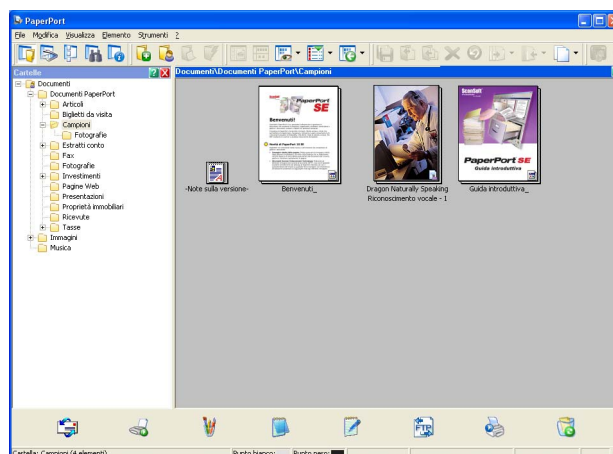 PaperPort
File Modifica Visualizza Elemento Strumenti ?
Cartelle
Documenti\Documenti PaperPort\Campioni
Documenti
Documenti PaperPort
Articoli
Biglietti da visita
Campioni
Fotografie
Estratti conto
Fax
Fotografie
Investimenti
Pagine Web
Presentazioni
Proprietà immobiliari
Ricevute
Tasse
Immagini
Musica
PaperPort
SE
Benvenuti!
ScanSoft
PaperPort SE
Guida introduttiva
-Note sulla versione-
Benvenuti_
Dragon Naturally Speaking
Riconoscimento vocale - 1
Guida introduttiva_
FTP
Cartella: Campioni (4 elementi)
Punto bianco:
Punto nero: